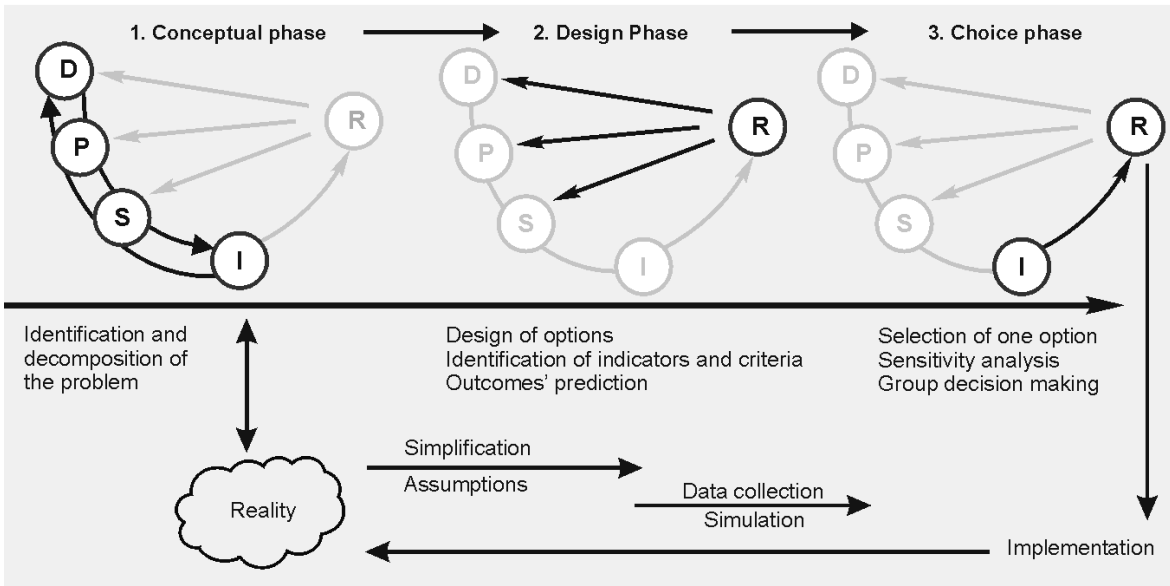 1. Conceptual phase
2. Design Phase
3. Choice phase
D
P
S
I
R
D
P
S
I
R
D
P
S
I
R
Identification and
decomposition of
the problem
Design of options
Identification of indicators and criteria
Outcomes' prediction
Selection of one option
Sensitivity analysis
Group decision making
Simplification
Assumptions
Data collection
Simulation
Reality
Implementation